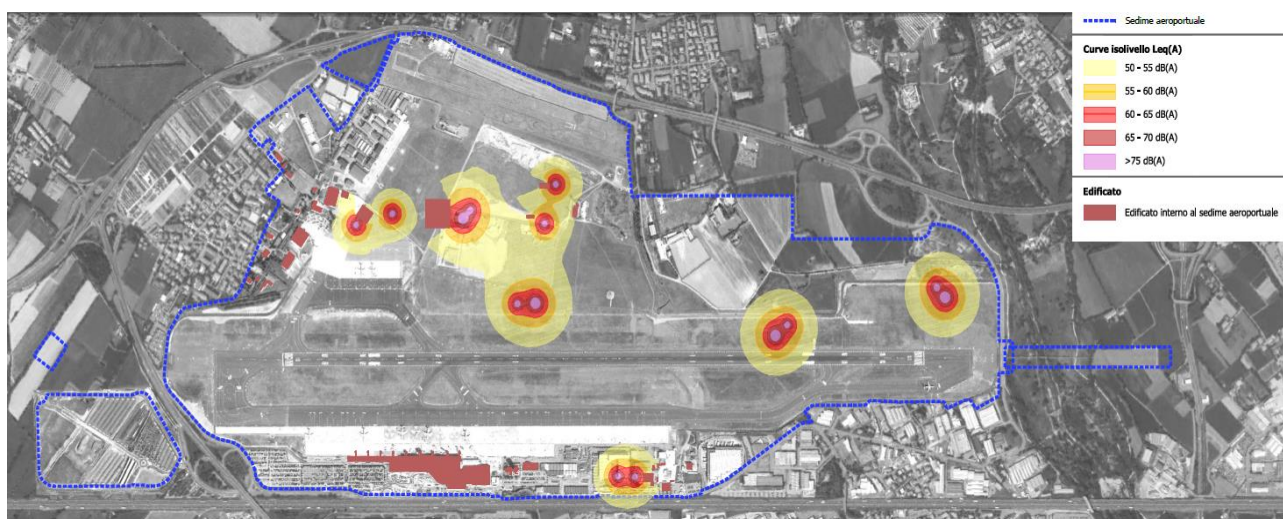 Sedime aeroportuale
Curve isolivello Leq(A)
50 - 55 dB(A)
55 - 60 dB(A)
60 - 65 dB(A)
65 - 70 dB(A)
>75 dB(A)
Edificato
Edificato interno al sedime aeroportuale